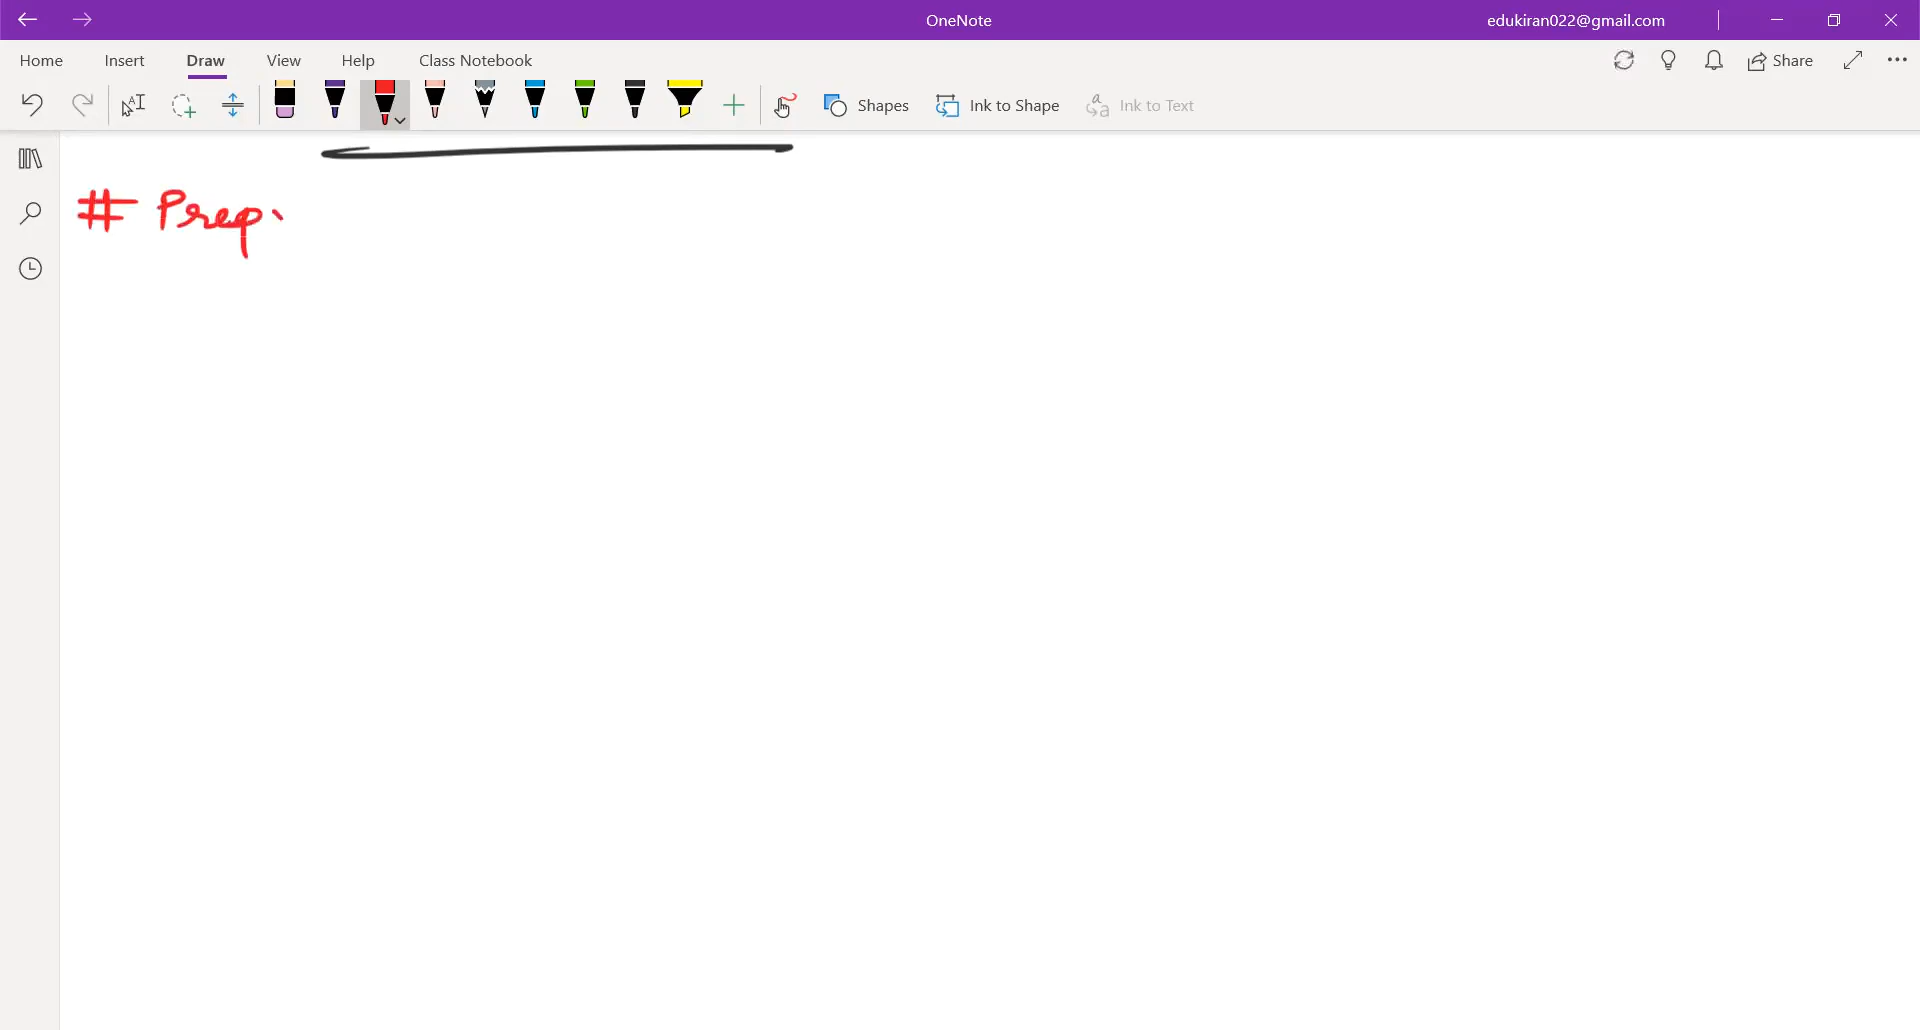 OneNote
edukiran022@gmail.com
Home Insert Draw View Help Class Notebook Share
Shapes Ink to Shape Ink to Text
# Prep